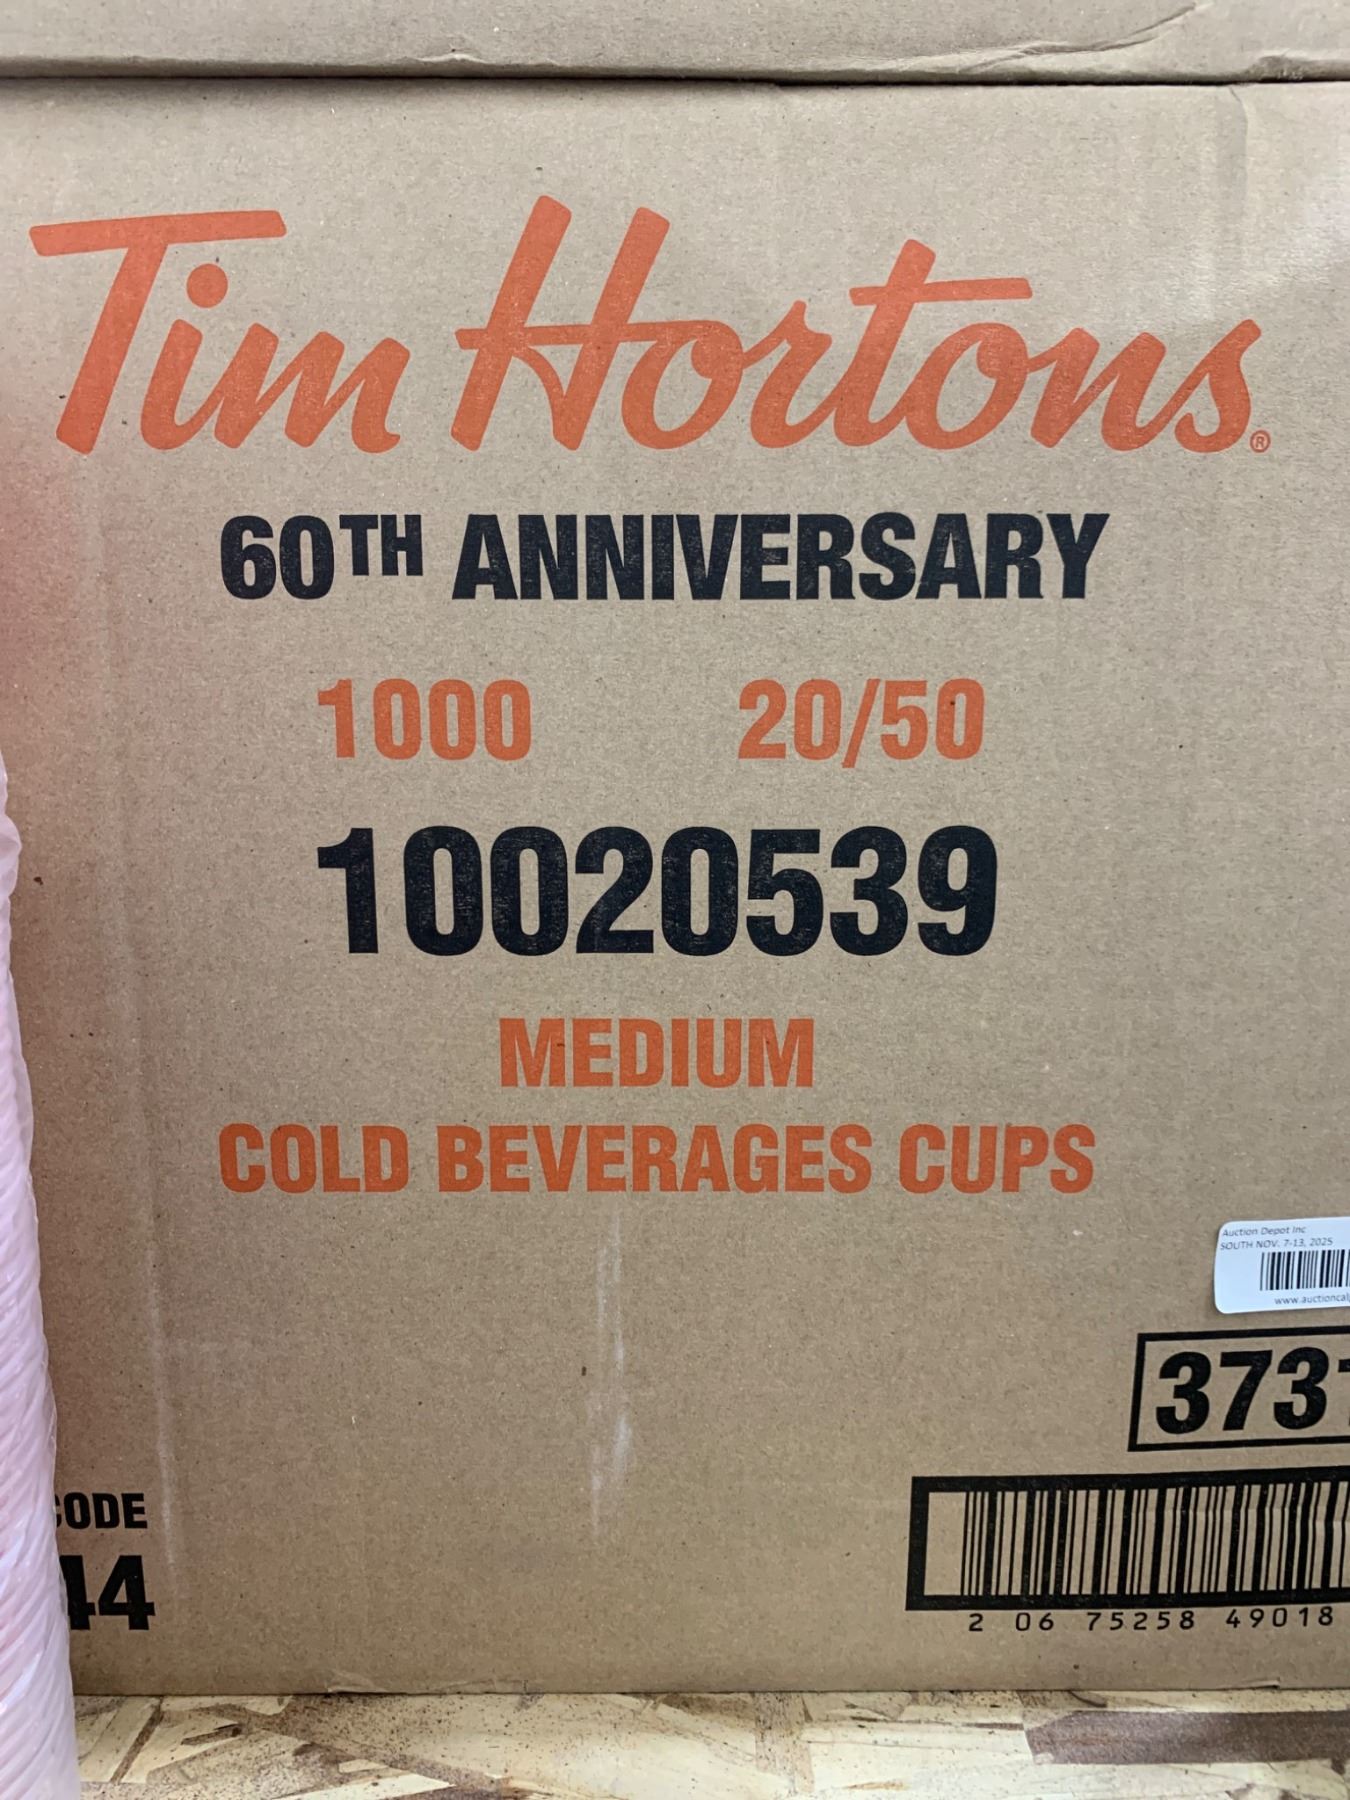 Tim Hortons®
60TH ANNIVERSARY
1000 20/50
10020539
MEDIUM
COLD BEVERAGES CUPS
Auction Depot Inc
SOUTH NOV. 7-13, 2025
373
CODE
44
2 06 75258 49018